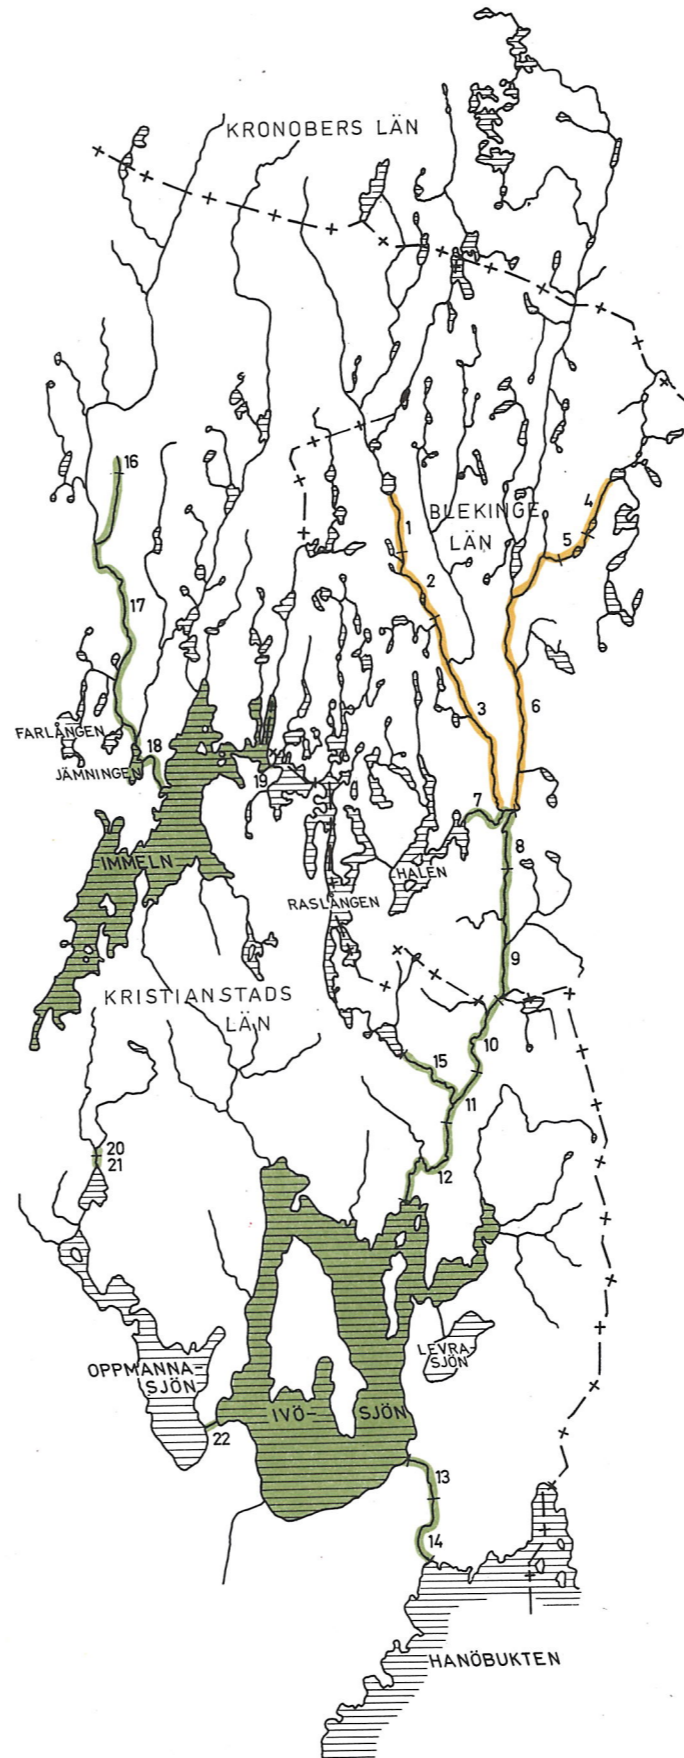 KRONOBERS LÄN
16
4
BLEKINGE
1
LÄN
5
2
17
3
6
FARLÅNGEN
18
JÄMNINGEN
19
7
8
IMMELN
HALEN
RASLÅNGEN
9
KRISTIANSTADS
LÄN
10
15
11
20
21
12
LEVRA-
SJÖN
OPPMANNA-
SJÖN
IVÖ-
SJÖN
22
13
14
HANÖBUKTEN